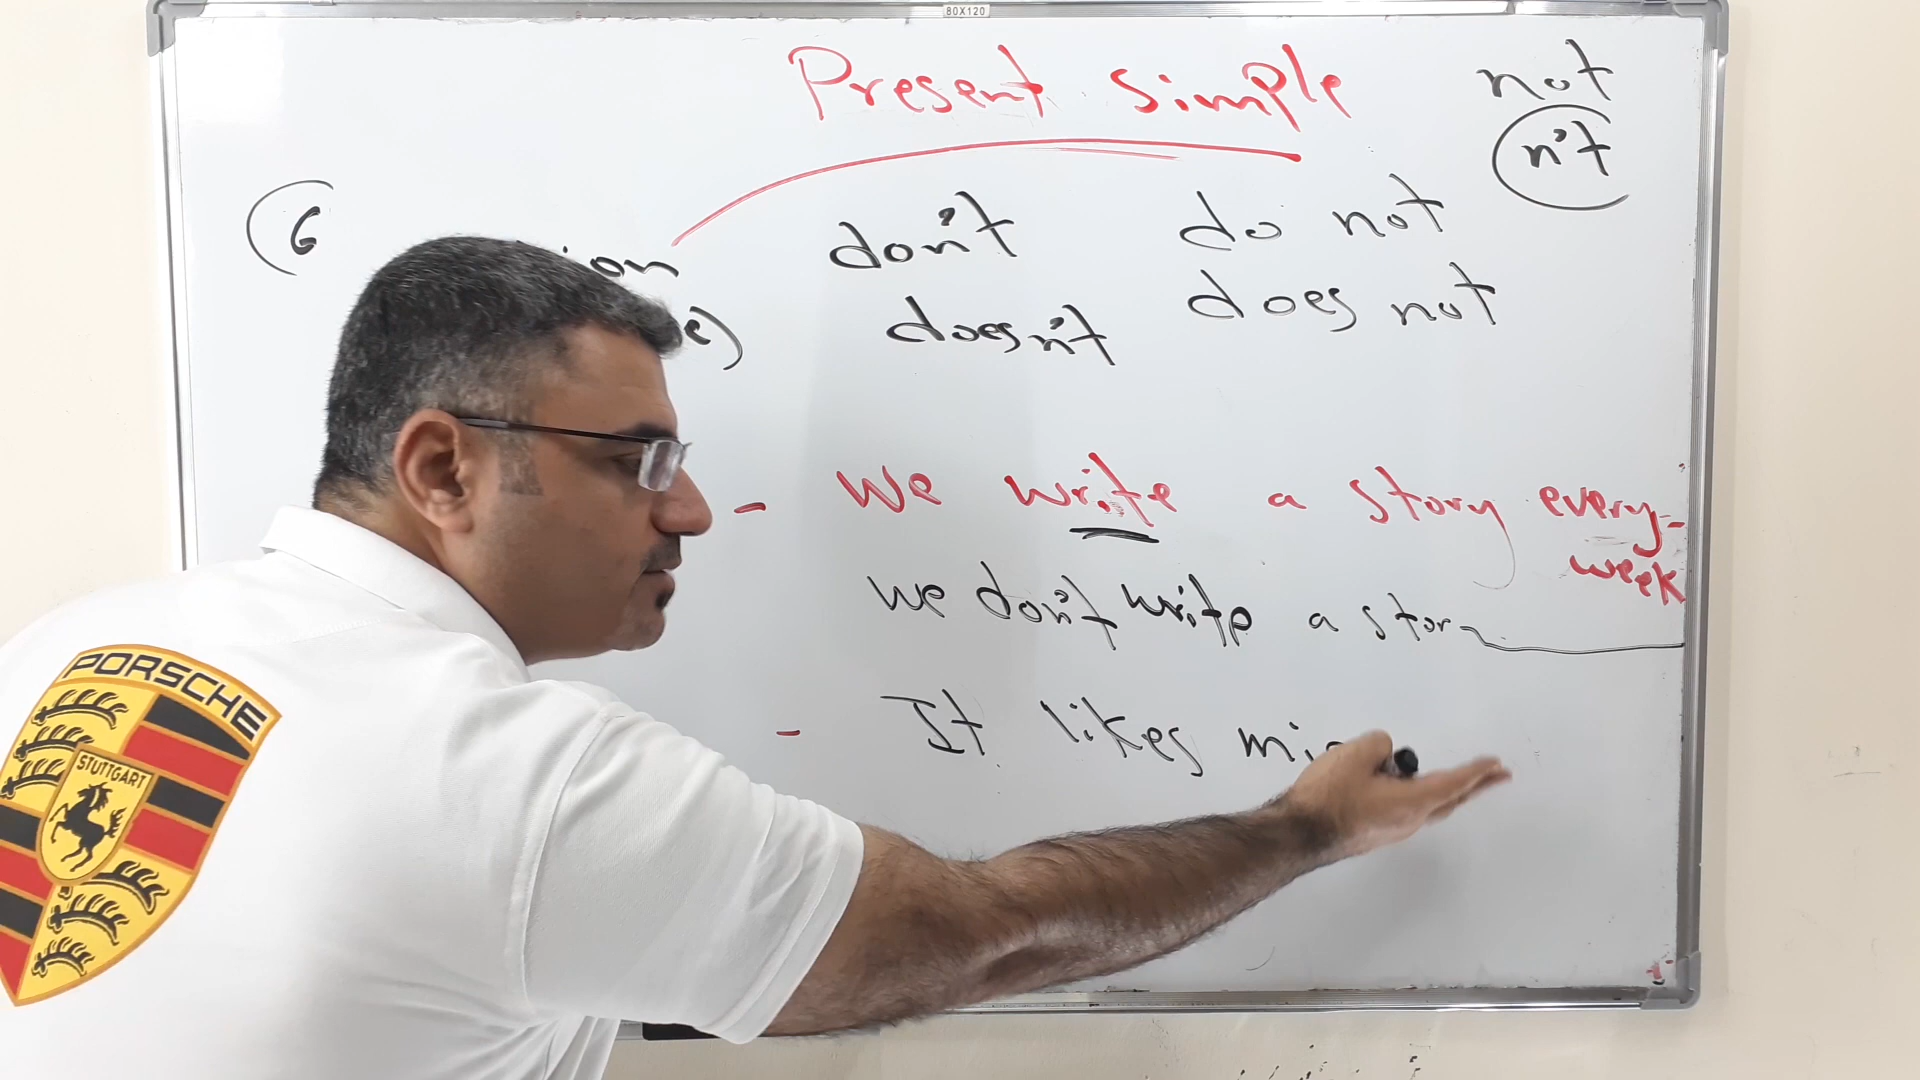 80X120
Present simple
not
n't
6
don't
do not
doesn't
does not
- We write a story every-
week
we don't write a story
- It likes
PORSCHE
STUTTGART